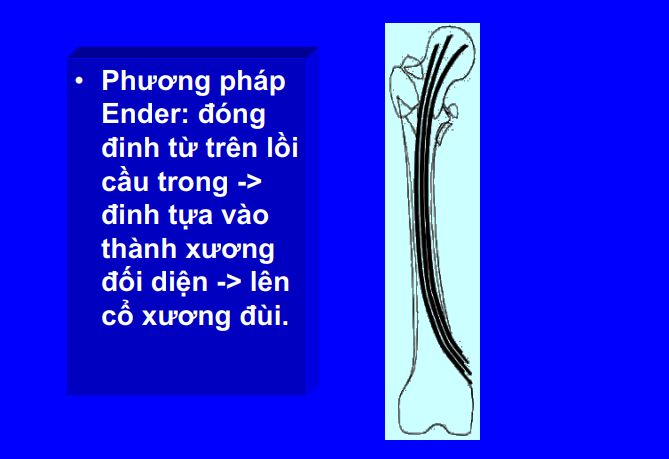 • Phương pháp
Ender: đóng
đinh từ trên lồi
cầu trong ->
đinh tựa vào
thành xương
đối diện -> lên
cổ xương đùi.